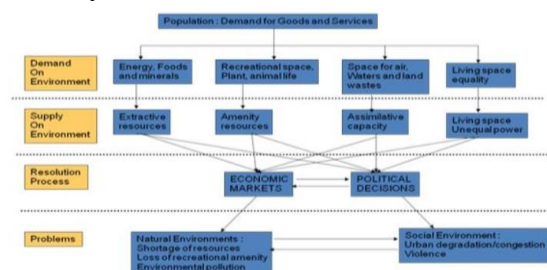 Population : Demand for Goods and Services
Demand
On
Environment
Energy, Foods
and minerals
Recreational space,
Plant, animal life
Space for air,
Waters and land
wastes
Living space
equality
Supply
On
Environment
Extractive
resources
Amenity
resources
Assimilative
capacity
Living space
Unequal power
Resolution
Process
ECONOMIC
MARKETS
POLITICAL
DECISIONS
Problems
Natural Environments :
Shortage of resources
Loss of recreational amenity
Environmental pollution
Social Environment :
Urban degradation/congestion
Violence